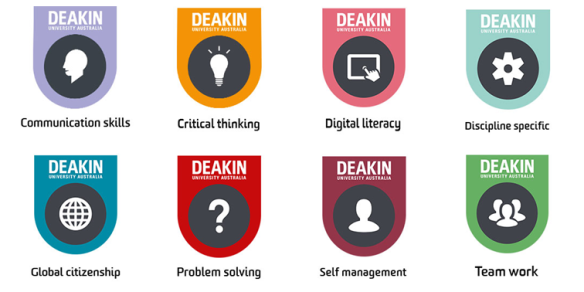 DEAKIN
UNIVERSITY AUSTRALIA
DEAKIN
UNIVERSITY AUSTRALIA
DEAKIN
UNIVERSITY AUSTRALIA
DEAKIN
UNIVERSITY AUSTRALIA
Communication skills
Critical thinking
Digital literacy
Discipline specific
DEAKIN
UNIVERSITY AUSTRALIA
DEAKIN
UNIVERSITY AUSTRALIA
DEAKIN
UNIVERSITY AUSTRALIA
DEAKIN
UNIVERSITY AUSTRALIA
Global citizenship
Problem solving
Self management
Team work